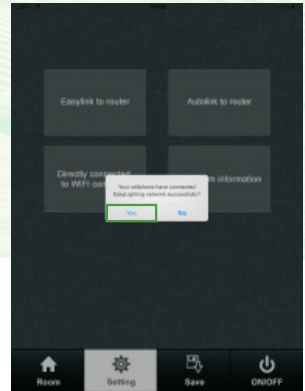 Easylink to router
Autolink to router
Directly connected
to WIFI con
m information
Your cellphone have connected
EasyLighting network successfully?
Yes
No
Room
Setting
Save
ON/OFF